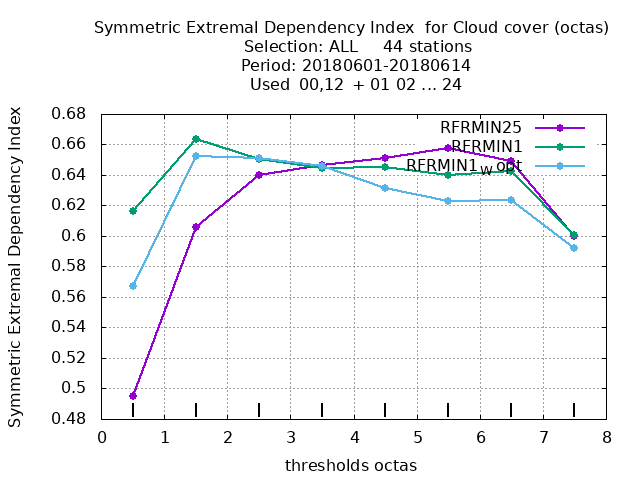 Symmetric Extremal Dependency Index  for Cloud cover (octas)
Selection: ALL     44 stations
Period: 20180601-20180614
Used  00,12  + 01 02 ... 24
Symmetric Extremal Dependency Index
0.68
0.66
0.64
0.62
0.6
0.58
0.56
0.54
0.52
0.5
0.48
RFRMIN25
RFRMIN1
RFRMIN1wopt
0 1 2 3 4 5 6 7 8
thresholds octas